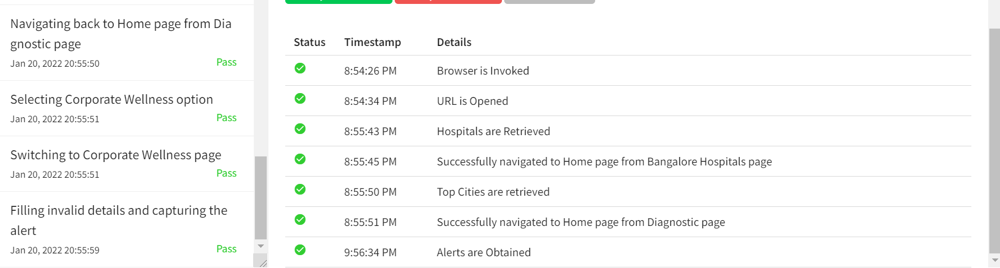 Navigating back to Home page from Dia
gnostic page
Jan 20, 2022 20:55:50 Pass
Selecting Corporate Wellness option
Jan 20, 2022 20:55:51 Pass
Switching to Corporate Wellness page
Jan 20, 2022 20:55:51 Pass
Filling invalid details and capturing the
alert
Jan 20, 2022 20:55:59 Pass
Status Timestamp Details
8:54:26 PM Browser is Invoked
8:54:34 PM URL is Opened
8:55:43 PM Hospitals are Retrieved
8:55:45 PM Successfully navigated to Home page from Bangalore Hospitals page
8:55:50 PM Top Cities are retrieved
8:55:51 PM Successfully navigated to Home page from Diagnostic page
9:56:34 PM Alerts are Obtained